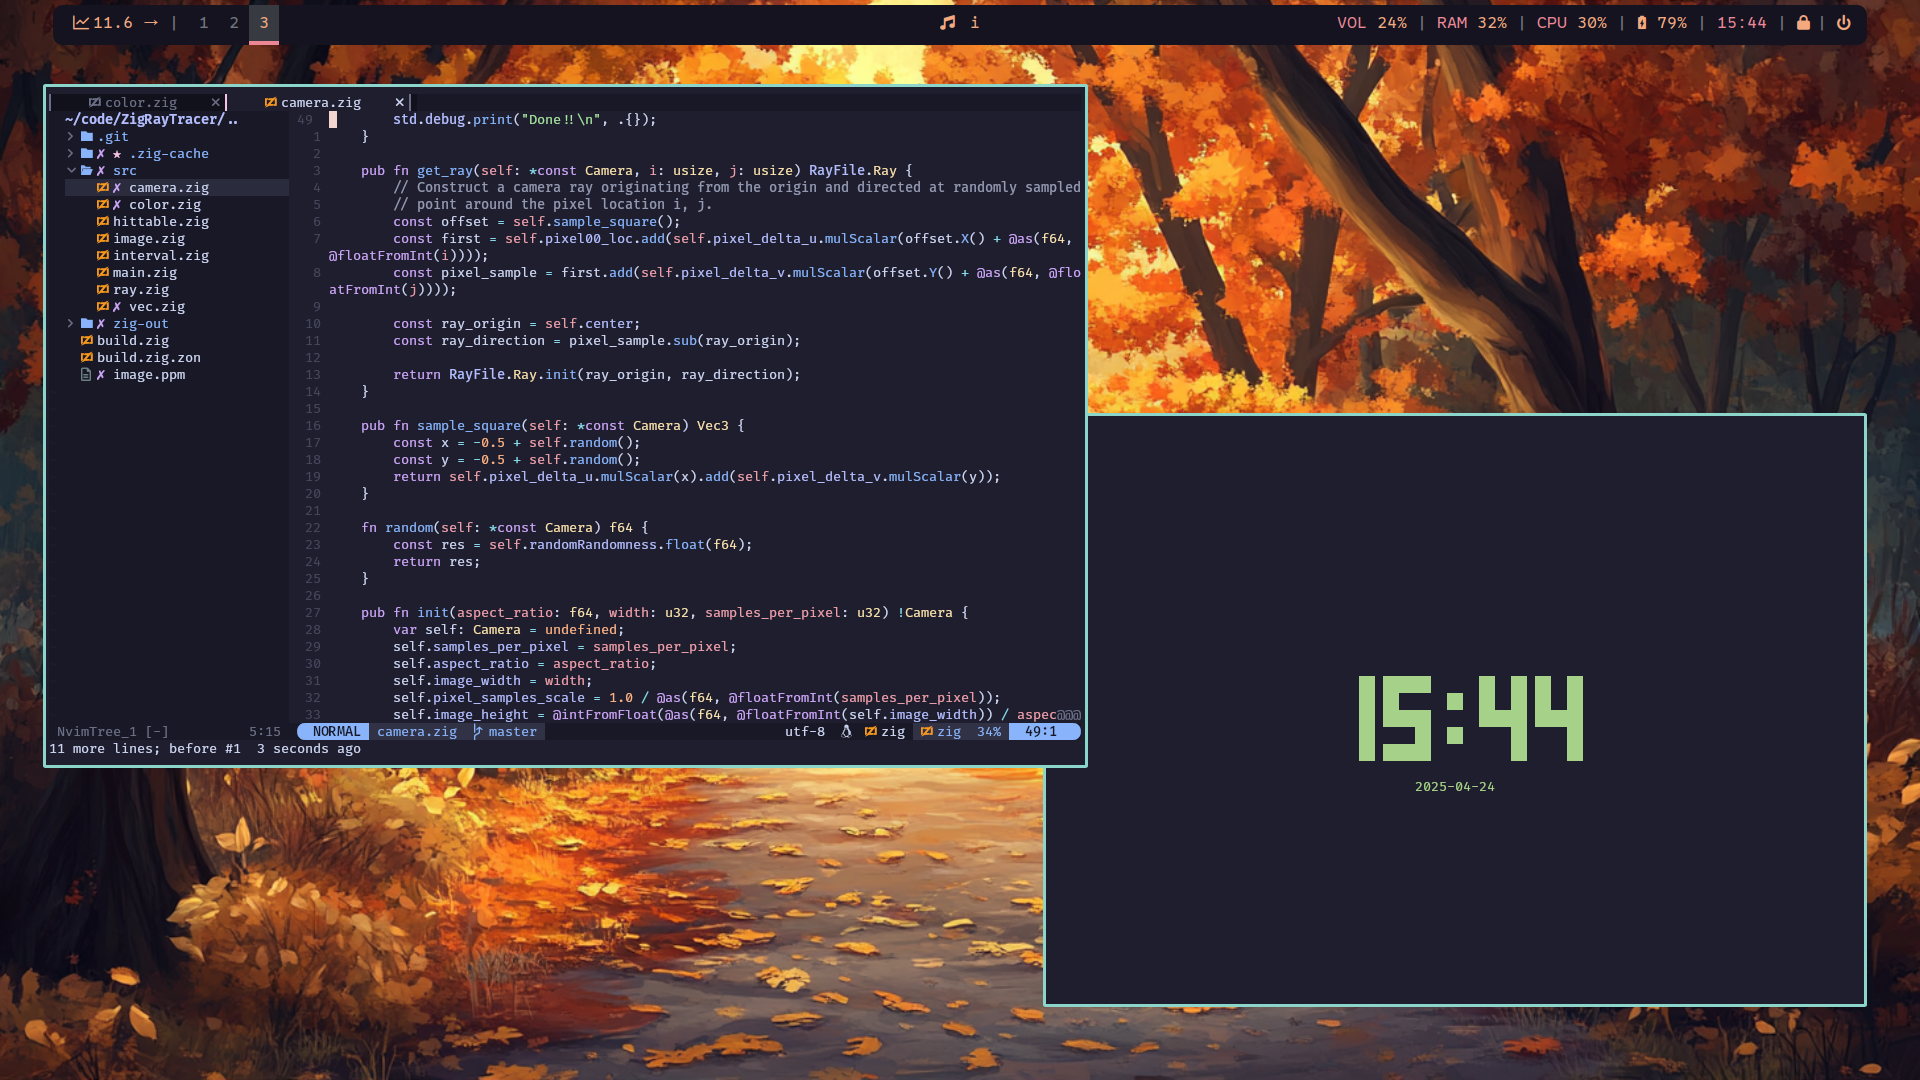 11.6 → | 1 2 3
i
VOL 24% | RAM 32% | CPU 30% | 79% | 15:44 | |
color.zig × camera.zig ×
~/code/ZigRayTracer/..
.git
✗ ★ .zig-cache
✗ src
✗ camera.zig
✗ color.zig
hittable.zig
image.zig
interval.zig
main.zig
ray.zig
✗ vec.zig
✗ zig-out
build.zig
build.zig.zon
✗ image.ppm
49 std.debug.print("Done!!\n", .{});
1 }
2
3 pub fn get_ray(self: *const Camera, i: usize, j: usize) RayFile.Ray {
4 // Construct a camera ray originating from the origin and directed at randomly sampled
5 // point around the pixel location i, j.
6 const offset = self.sample_square();
7 const first = self.pixel00_loc.add(self.pixel_delta_u.mulScalar(offset.X() + @as(f64,
@floatFromInt(i))));
8 const pixel_sample = first.add(self.pixel_delta_v.mulScalar(offset.Y() + @as(f64, @flo
atFromInt(j))));
9
10 const ray_origin = self.center;
11 const ray_direction = pixel_sample.sub(ray_origin);
12
13 return RayFile.Ray.init(ray_origin, ray_direction);
14 }
15
16 pub fn sample_square(self: *const Camera) Vec3 {
17 const x = -0.5 + self.random();
18 const y = -0.5 + self.random();
19 return self.pixel_delta_u.mulScalar(x).add(self.pixel_delta_v.mulScalar(y));
20 }
21
22 fn random(self: *const Camera) f64 {
23 const res = self.randomRandomness.float(f64);
24 return res;
25 }
26
27 pub fn init(aspect_ratio: f64, width: u32, samples_per_pixel: u32) !Camera {
28 var self: Camera = undefined;
29 self.samples_per_pixel = samples_per_pixel;
30 self.aspect_ratio = aspect_ratio;
31 self.image_width = width;
32 self.pixel_samples_scale = 1.0 / @as(f64, @floatFromInt(samples_per_pixel));
33 self.image_height = @intFromFloat(@as(f64, @floatFromInt(self.image_width)) / aspec@@@
NvimTree_1 [-] 5:15
NORMAL camera.zig master utf-8 zig zig 34% 49:1
11 more lines; before #1 3 seconds ago
15:44
2025-04-24